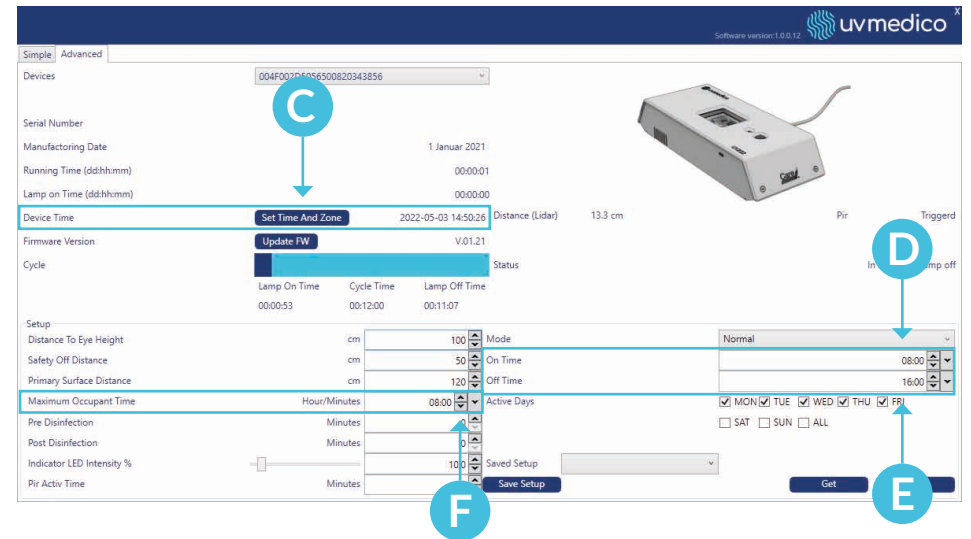 X
uvmedico
Software version:1.0.0.12
Simple Advanced
Devices 004F002D5056500820343856
C
Serial Number
Manufactoring Date 1 Januar 2021
Running Time (dd:hh:mm) 00:00:01
Lamp on Time (dd:hh:mm) 00:00:00
Device Time Set Time And Zone 2022-05-03 14:50:26 Distance (Lidar) 13.3 cm Pir Triggerd
Firmware Version Update FW V.01.21
D
Cycle Status In mp off
Lamp On Time Cycle Time Lamp Off Time
00:00:53 00:12:00 00:11:07
Setup
Distance To Eye Height cm 100 Mode Normal
Safety Off Distance cm 50 On Time 08:00
Primary Surface Distance cm 120 Off Time 16:00
Maximum Occupant Time Hour/Minutes 08:00 Active Days MON TUE WED THU FRI
Pre Disinfection Minutes SAT SUN ALL
Post Disinfection Minutes 0
Indicator LED Intensity % 100 Saved Setup
Pir Activ Time Minutes Save Setup Get
F
E